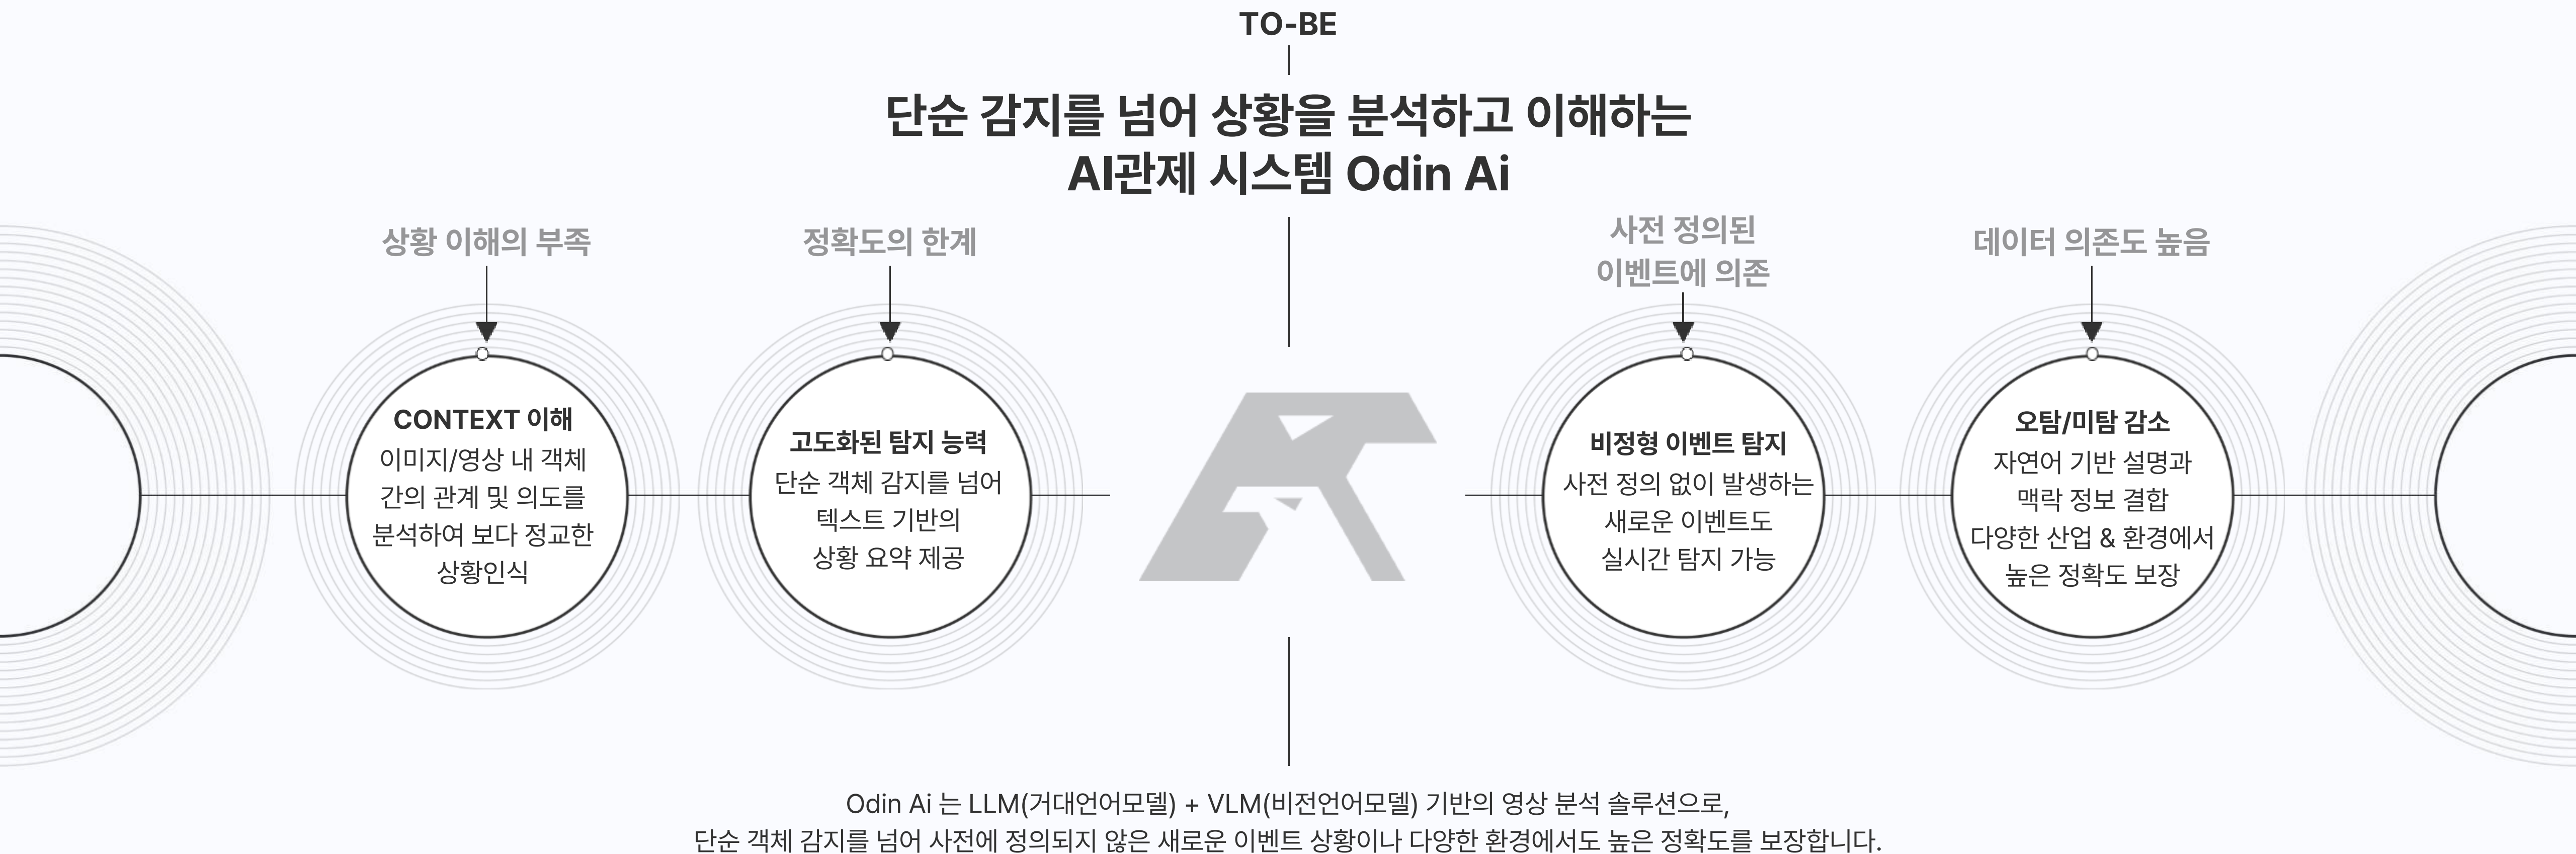 TO-BE
단순 감지를 넘어 상황을 분석하고 이해하는
AI관제 시스템 Odin Ai
상황 이해의 부족
CONTEXT 이해
이미지/영상 내 객체
간의 관계 및 의도를
분석하여 보다 정교한
상황인식
정확도의 한계
고도화된 탐지 능력
단순 객체 감지를 넘어
텍스트 기반의
상황 요약 제공
사전 정의된
이벤트에 의존
비정형 이벤트 탐지
사전 정의 없이 발생하는
새로운 이벤트도
실시간 탐지 가능
데이터 의존도 높음
오탐/미탐 감소
자연어 기반 설명과
맥락 정보 결합
다양한 산업 & 환경에서
높은 정확도 보장
Odin Ai 는 LLM(거대언어모델) + VLM(비전언어모델) 기반의 영상 분석 솔루션으로,
단순 객체 감지를 넘어 사전에 정의되지 않은 새로운 이벤트 상황이나 다양한 환경에서도 높은 정확도를 보장합니다.